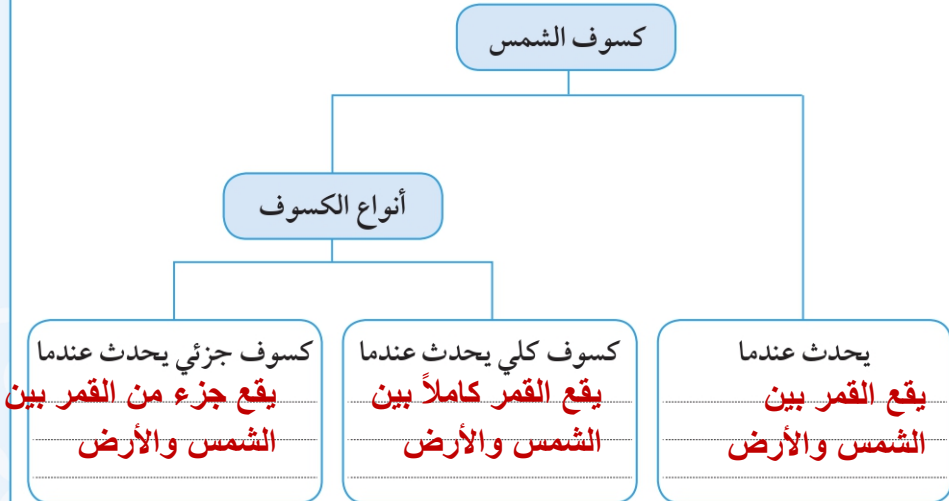 كسوف الشمس
أنواع الكسوف
يحدث عندما
يقع القمر بين
الشمس والأرض
كسوف كلي يحدث عندما
يقع القمر كاملاً بين
الشمس والأرض
كسوف جزئي يحدث عندما
يقع جزء من القمر بين
الشمس والأرض